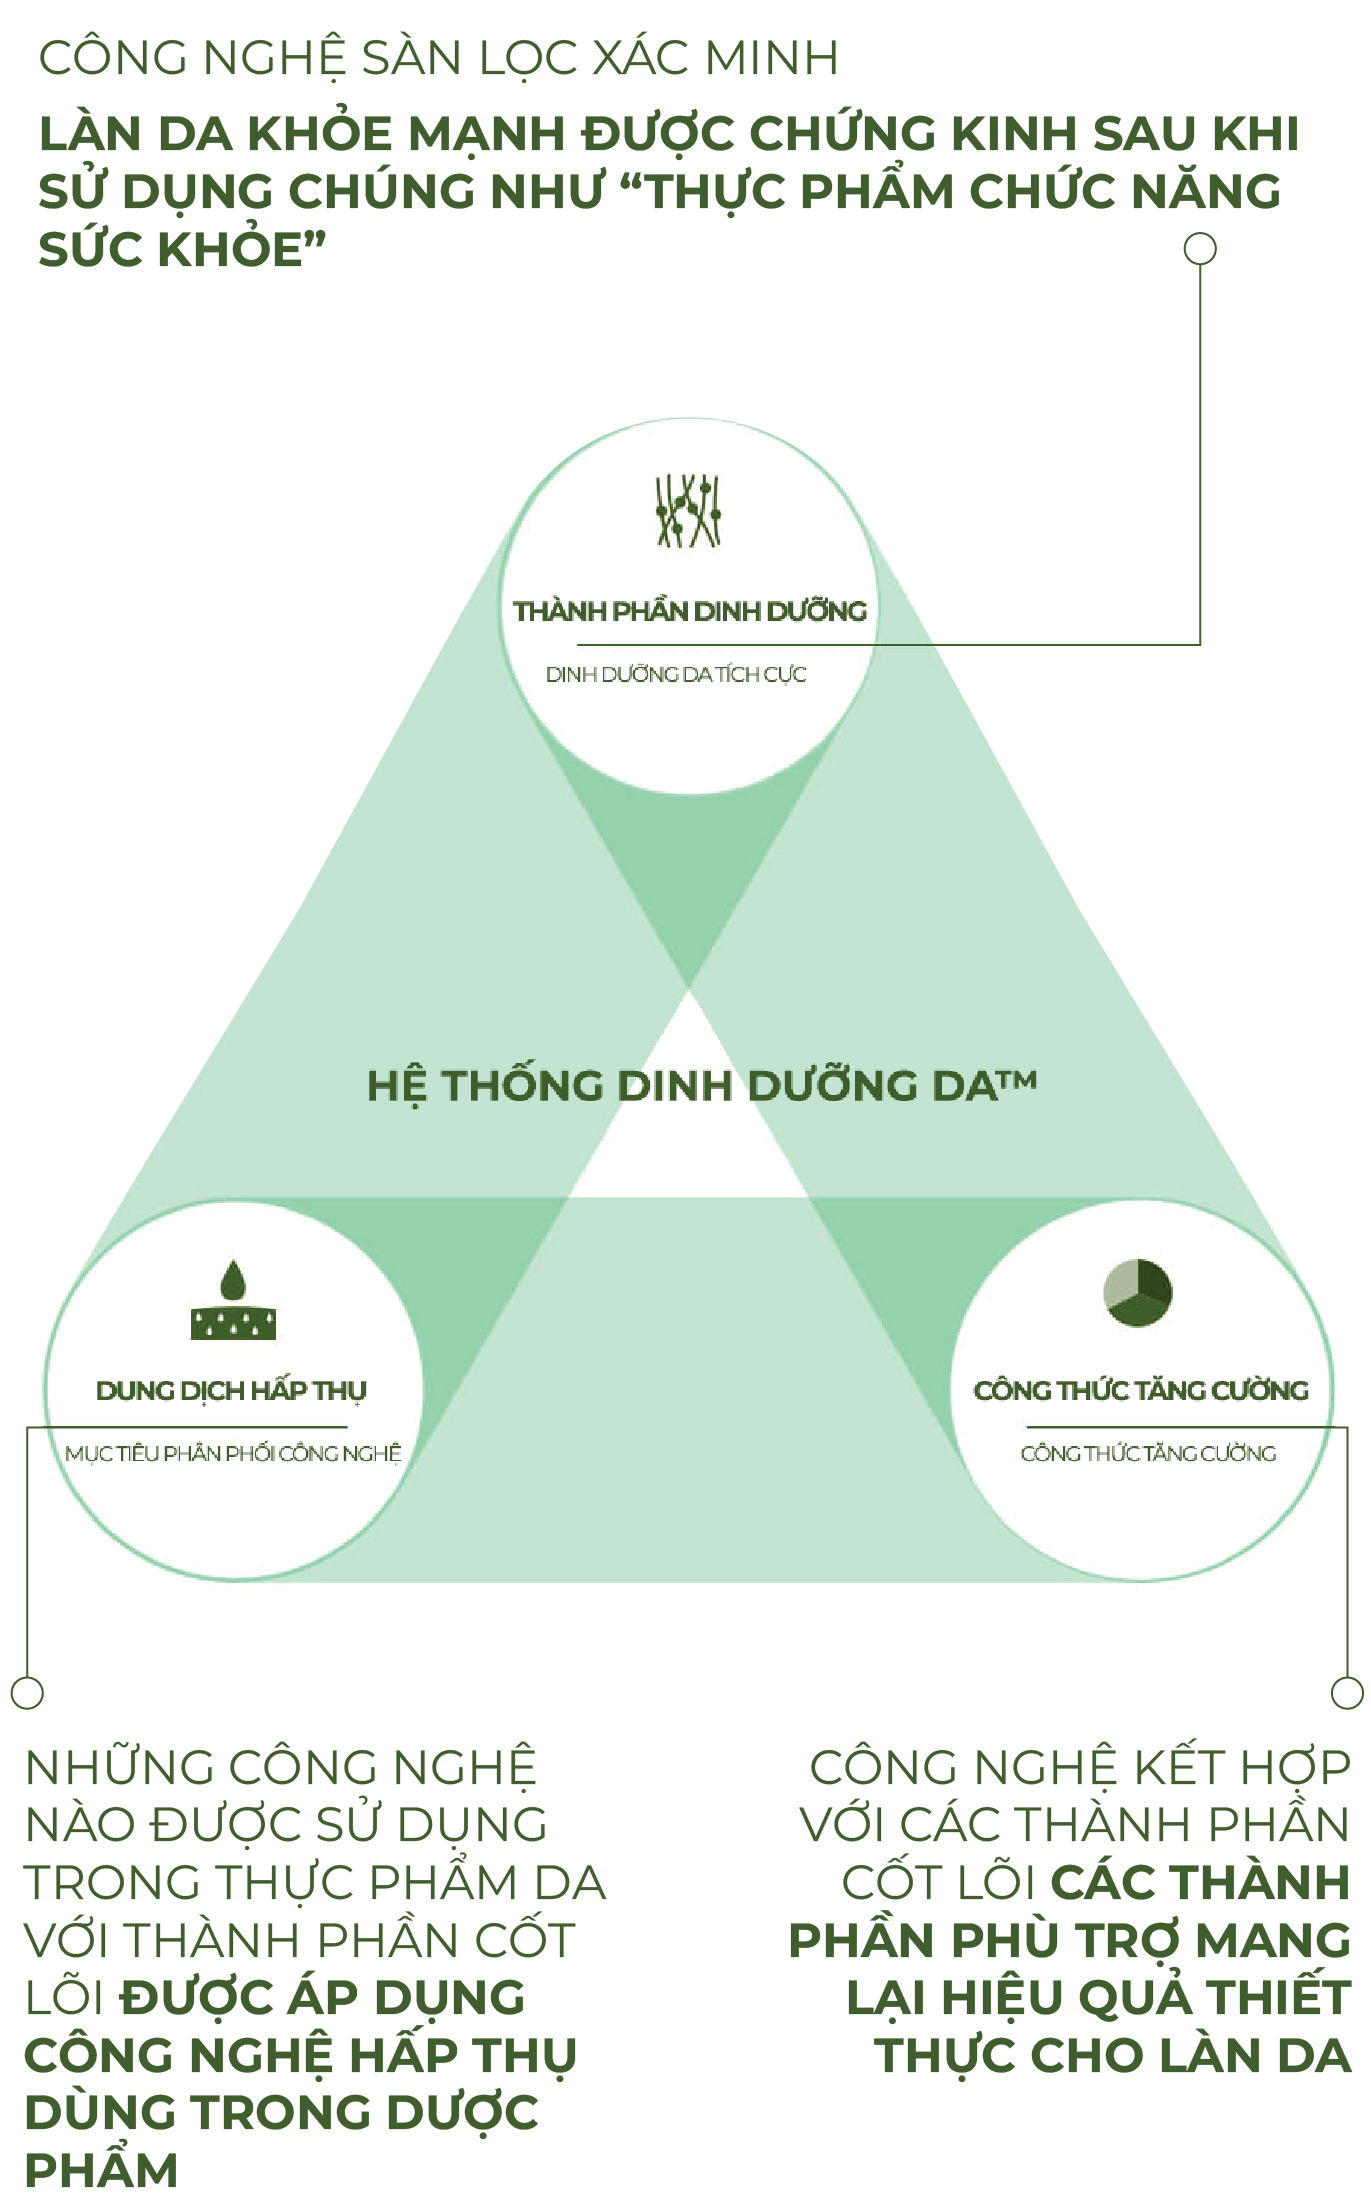 CÔNG NGHỆ SÀN LỌC XÁC MINH
LÀN DA KHỎE MẠNH ĐƯỢC CHỨNG KINH SAU KHI
SỬ DỤNG CHÚNG NHƯ “THỰC PHẨM CHỨC NĂNG
SỨC KHỎE”
THÀNH PHẦN DINH DƯỠNG
DINH DƯỠNG DA TÍCH CỰC
HỆ THỐNG DINH DƯỠNG DA™
DUNG DỊCH HẤP THỤ
MỤC TIÊU PHÂN PHỐI CÔNG NGHỆ
CÔNG THỨC TĂNG CƯỜNG
CÔNG THỨC TĂNG CƯỜNG
NHỮNG CÔNG NGHỆ
NÀO ĐƯỢC SỬ DỤNG
TRONG THỰC PHẨM DA
VỚI THÀNH PHẦN CỐT
LÕI ĐƯỢC ÁP DỤNG
CÔNG NGHỆ HẤP THỤ
DÙNG TRONG DƯỢC
PHẨM
CÔNG NGHỆ KẾT HỢP
VỚI CÁC THÀNH PHẦN
CỐT LÕI CÁC THÀNH
PHẦN PHÙ TRỢ MANG
LẠI HIỆU QUẢ THIẾT
THỰC CHO LÀN DA